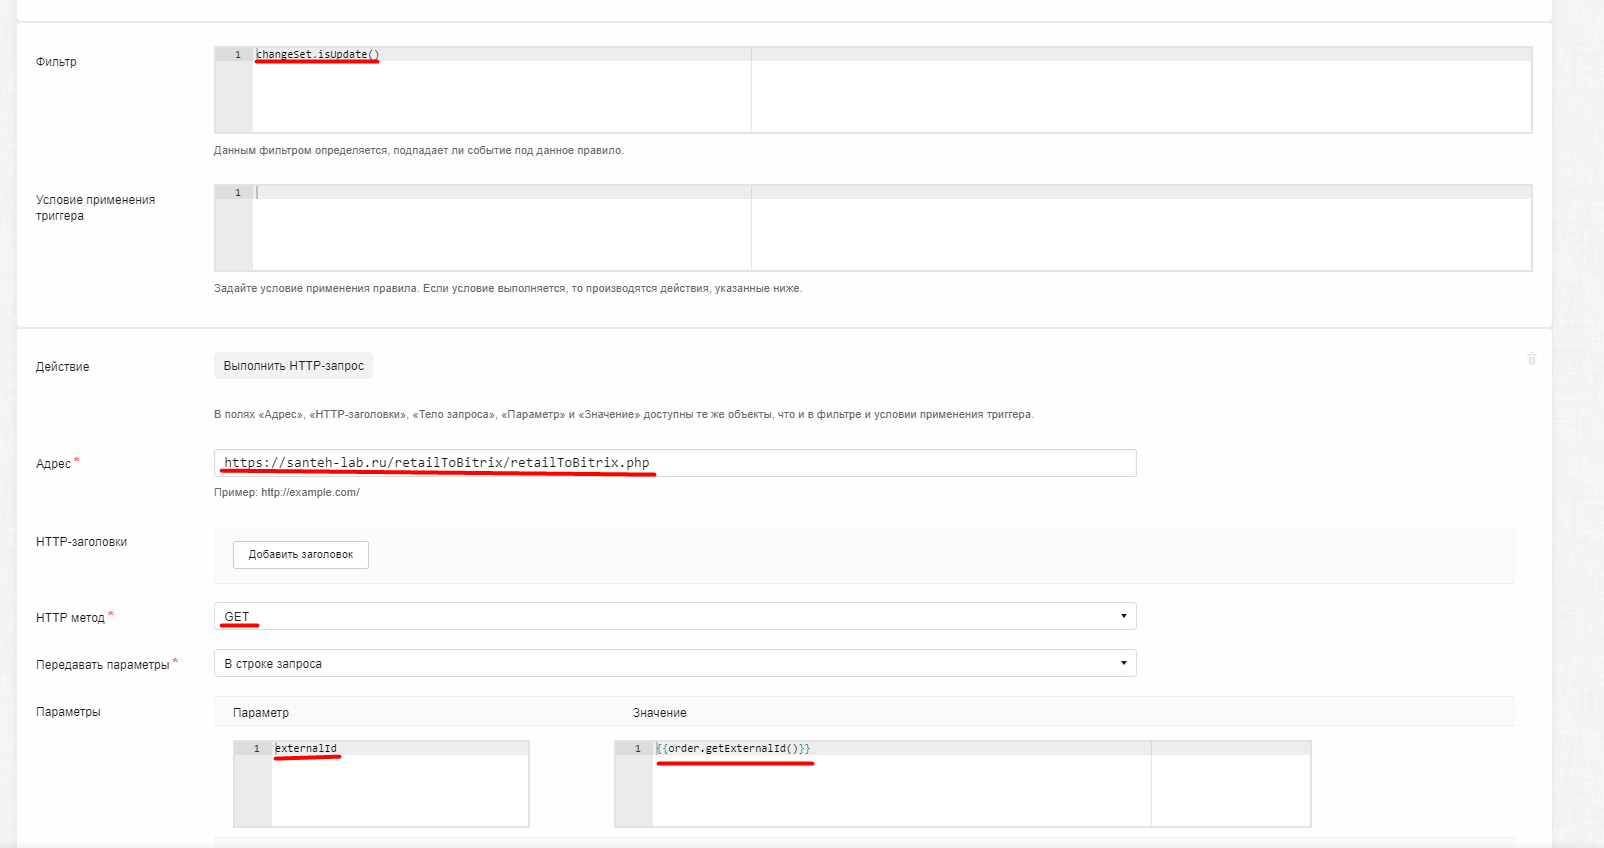 Фильтр
1 changeSet.isUpdate()
Данным фильтром определяется, подпадает ли событие под данное правило.
Условие применения
триггера
1
Задайте условие применения правила. Если условие выполняется, то производятся действия, указанные ниже.
Действие
Выполнить HTTP-запрос
В полях «Адрес», «HTTP-заголовки», «Тело запроса», «Параметр» и «Значение» доступны те же объекты, что и в фильтре и условии применения триггера.
Адрес *
https://santeh-lab.ru/retailToBitrix/retailToBitrix.php
Пример: http://example.com/
HTTP-заголовки
Добавить заголовок
HTTP метод *
GET
Передавать параметры *
В строке запроса
Параметры
Параметр Значение
1 externalId 1 {{order.getExternalId()}}